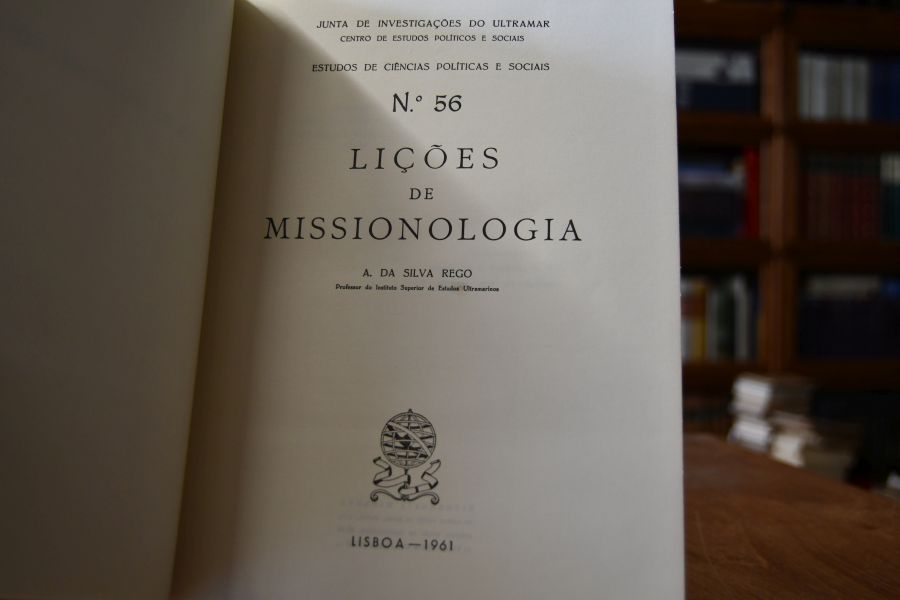 JUNTA DE INVESTIGAÇÕES DO ULTRAMAR
CENTRO DE ESTUDOS POLÍTICOS E SOCIAIS
ESTUDOS DE CIÊNCIAS POLÍTICAS E SOCIAIS
N.º 56
LIÇÕES
DE
MISSIONOLOGIA
A. DA SILVA REGO
Professor do Instituto Superior de Estudos Ultramarinos
LISBOA — 1961